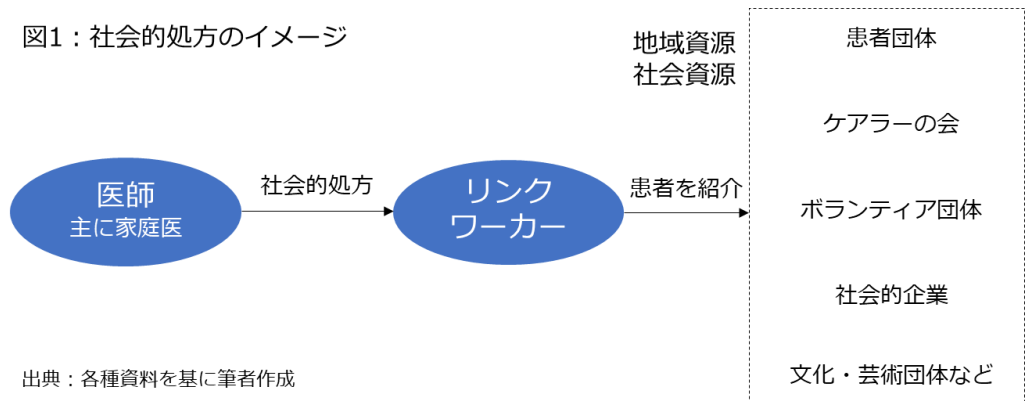 図1：社会的処方のイメージ
医師
主に家庭医
社会的処方
リンク
ワーカー
患者を紹介
地域資源
社会資源
患者団体
ケアラーの会
ボランティア団体
社会的企業
文化・芸術団体など
出典：各種資料を基に筆者作成